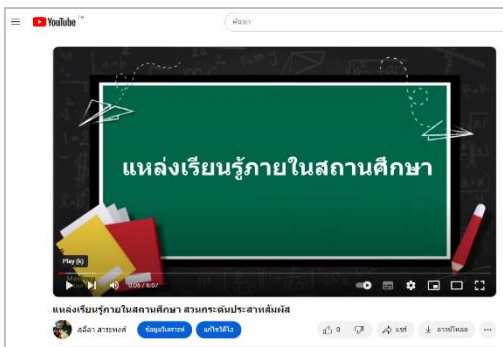 YouTube TH
ค้นหา
แหล่งเรียนรู้ภายในสถานศึกษา
Play (k)
0:06 / 6:07
แหล่งเรียนรู้ภายในสถานศึกษา สวนกระตุ้นประสาทสัมผัส
สุลีลา สาระพงค์
ข้อมูลวิเคราะห์
แก้ไขวิดีโอ
0
แชร์
ดาวน์โหลด